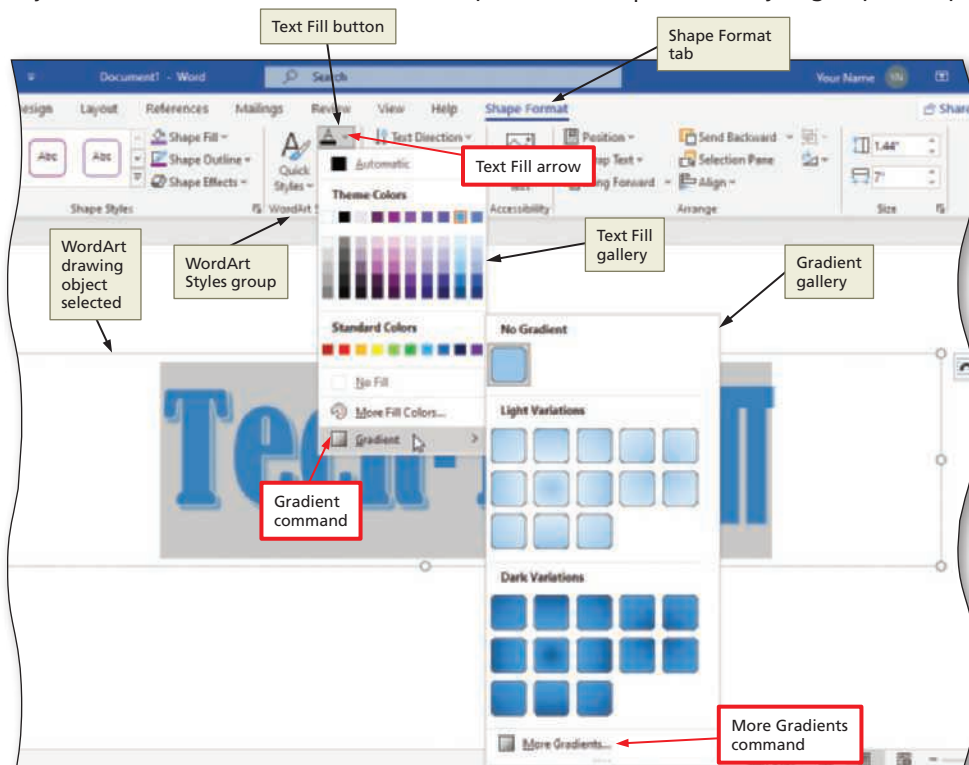 Text Fill button
Shape Format
tab
Document1 - Word
Search
Your Name
YN
Layout
References
Mailings
Review
View
Help
Shape Format
Share
Abc
Abc
Shape Fill
Shape Outline
Shape Effects
Quick
Styles
A
Text Direction
Position
Send Backward
Selection Pane
Align
1.44"
7"
Text Fill arrow
Automatic
Theme Colors
Shape Styles
WordArt
Accessibility
Arrange
Size
WordArt
drawing
object
selected
WordArt
Styles group
Text Fill
gallery
Gradient
gallery
Standard Colors
No Fill
More Fill Colors...
Gradient
No Gradient
Light Variations
Gradient
command
Dark Variations
More Gradients...
More Gradients
command